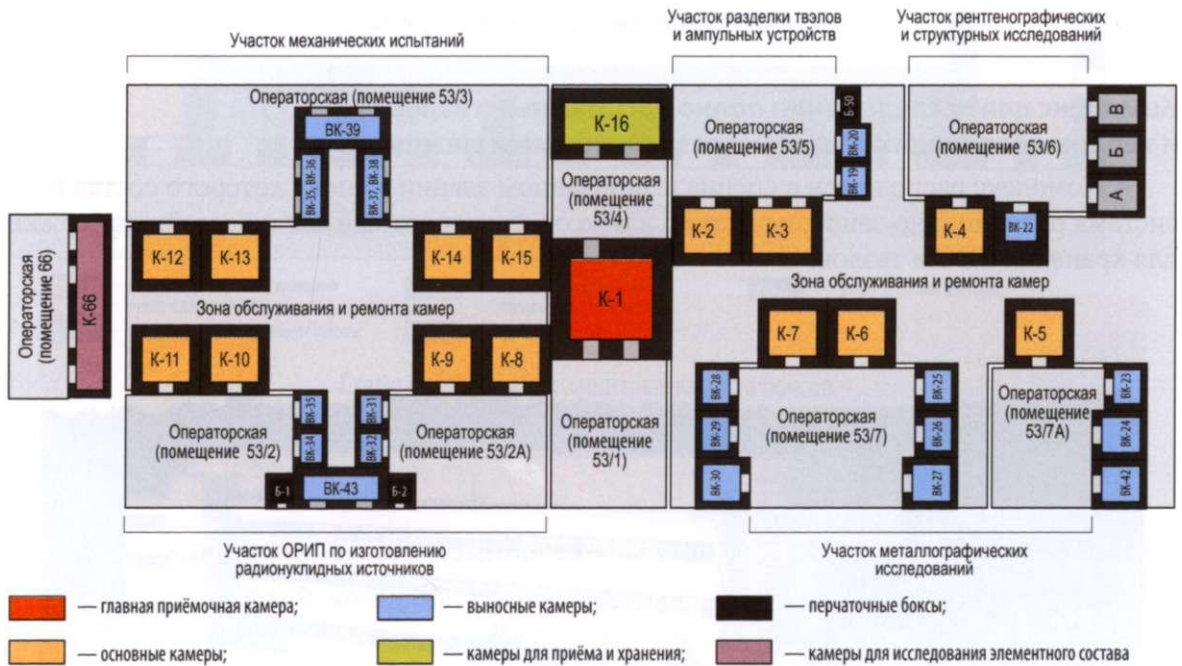 Участок механических испытаний
Участок разделки твэлов
и ампульных устройств
Участок рентгенографических
и структурных исследований
Операторская (помещение 53/3)
ВК-39
ВК-35, ВК-36
ВК-37, ВК-38
К-16
Операторская
(помещение
53/4)
Операторская
(помещение
53/5)
Б-50
ВК-20
ВК-19
Операторская
(помещение 53/6)
В
Б
А
Операторская
(помещение 66)
К-66
К-12
К-13
К-14
К-15
К-1
К-2
К-3
К-4
ВК-22
Зона обслуживания и ремонта камер
Зона обслуживания и ремонта камер
К-11
К-10
К-9
К-8
К-7
К-6
К-5
Операторская
(помещение 53/2)
ВК-35
ВК-34
ВК-31
ВК-32
Операторская
(помещение 53/2А)
Б-1
ВК-43
Б-2
Операторская
(помещение
53/1)
ВК-28
ВК-29
ВК-30
Операторская
(помещение 53/7)
ВК-25
ВК-26
ВК-27
Операторская
(помещение
53/7А)
ВК-23
ВК-24
ВК-42
Участок ОРИП по изготовлению
радионуклидных источников
Участок металлографических
исследований
— главная приёмочная камера;
— выносные камеры;
— перчаточные боксы;
— основные камеры;
— камеры для приёма и хранения;
— камеры для исследования элементного состава